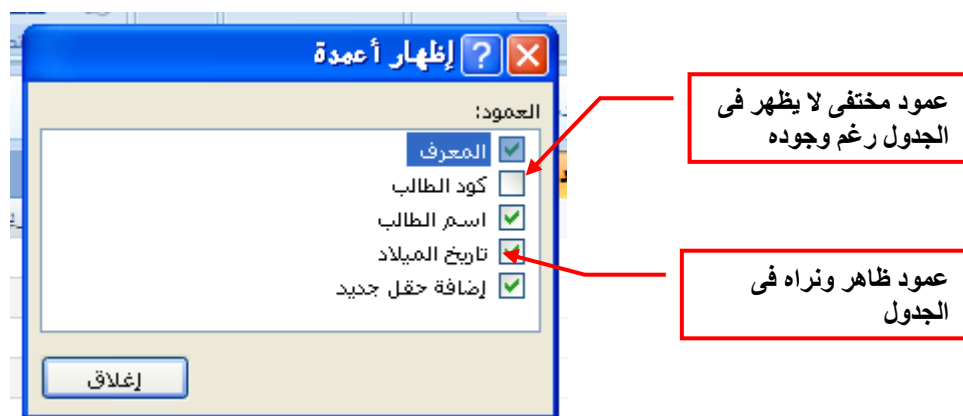 إظهار أعمدة
العمود:
المعرف
كود الطالب
اسم الطالب
تاريخ الميلاد
إضافة حقل جديد
إغلاق
عمود مختفى لا يظهر فى
الجدول رغم وجوده
عمود ظاهر ونراه فى
الجدول